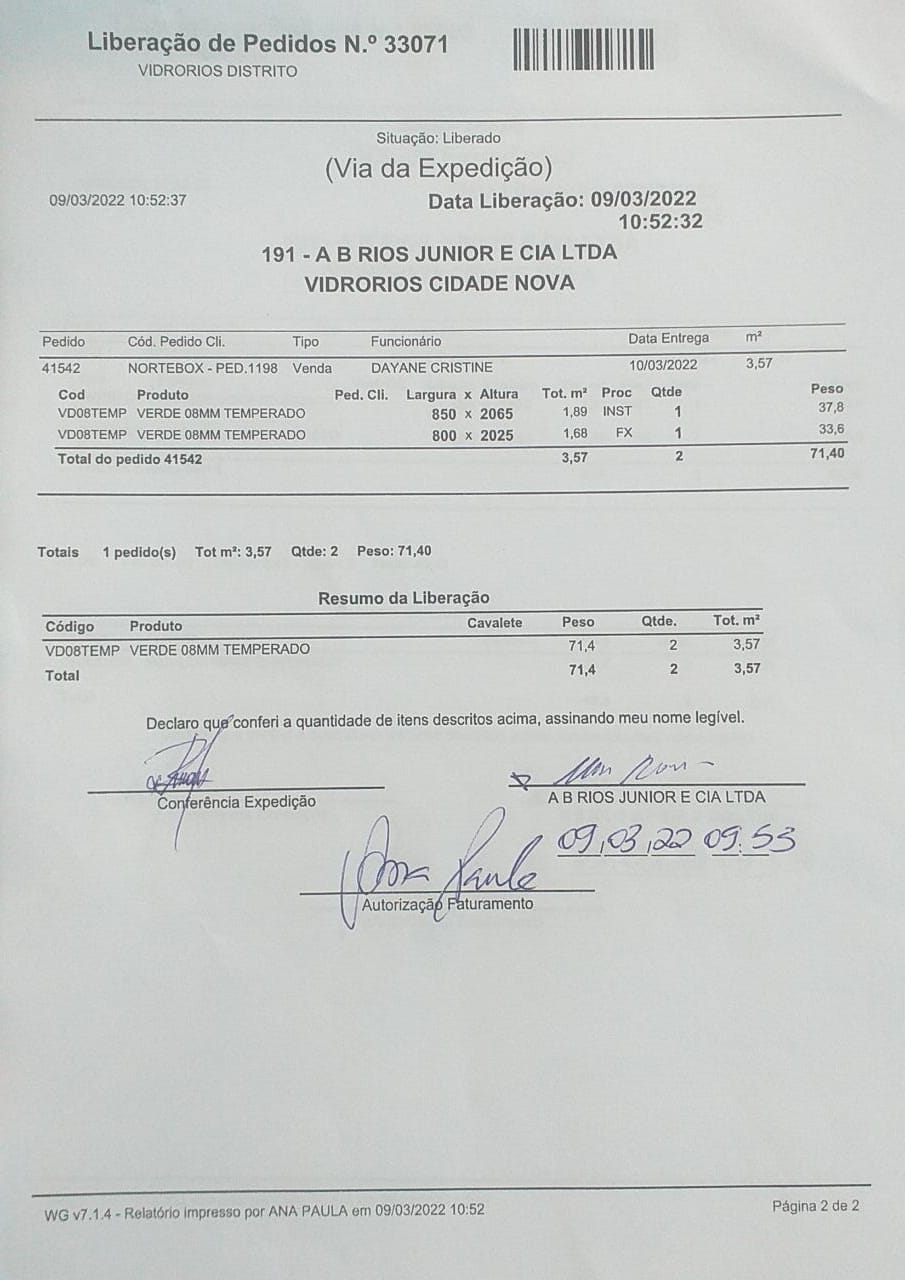 Liberação de Pedidos N.º 33071
VIDRORIOS DISTRITO
Situação: Liberado
(Via da Expedição)
09/03/2022 10:52:37
Data Liberação: 09/03/2022
10:52:32
191 - A B RIOS JUNIOR E CIA LTDA
VIDRORIOS CIDADE NOVA
Pedido Cód. Pedido Cli. Tipo Funcionário Data Entrega m²
41542 NORTEBOX - PED.1198 Venda DAYANE CRISTINE 10/03/2022 3,57
Cod Produto Ped. Cli. Largura x Altura Tot. m² Proc Qtde Peso
VD08TEMP VERDE 08MM TEMPERADO 850 x 2065 1,89 INST 1 37,8
VD08TEMP VERDE 08MM TEMPERADO 800 x 2025 1,68 FX 1 33,6
Total do pedido 41542 3,57 2 71,40
Totais 1 pedido(s) Tot m²: 3,57 Qtde: 2 Peso: 71,40
Resumo da Liberação
Código Produto Cavalete Peso Qtde. Tot. m²
VD08TEMP VERDE 08MM TEMPERADO 71,4 2 3,57
Total 71,4 2 3,57
Declaro que conferi a quantidade de itens descritos acima, assinando meu nome legível.
Conferência Expedição
A B RIOS JUNIOR E CIA LTDA
09,03,22 09:53
Ana Paula
Autorização Faturamento
WG v7.1.4 - Relatório impresso por ANA PAULA em 09/03/2022 10:52
Página 2 de 2